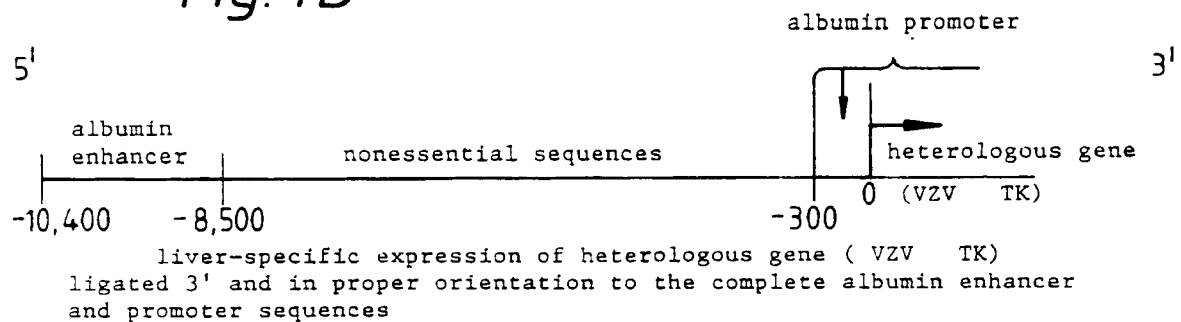 Fig. 1B
albumin promoter
5'
3'
albumin
enhancer
nonessential sequences
heterologous gene
-10,400
-8,500
-300
0
(VZV TK)
liver-specific expression of heterologous gene ( VZV TK)
ligated 3' and in proper orientation to the complete albumin enhancer
and promoter sequences